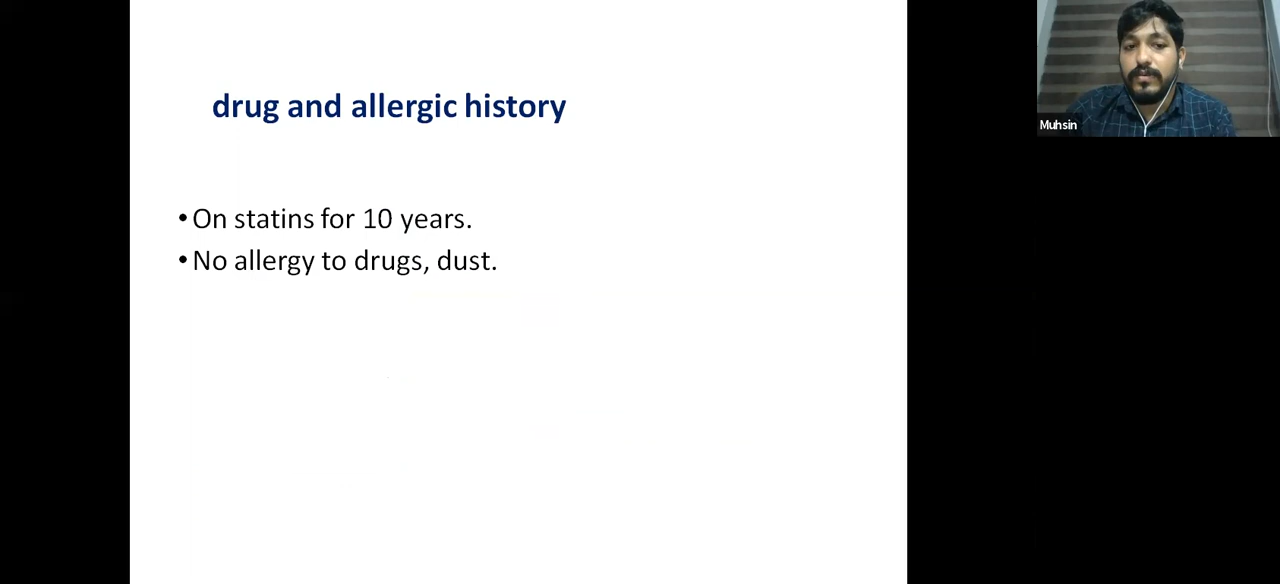 drug and allergic history
• On statins for 10 years.
• No allergy to drugs, dust.
Muhsin